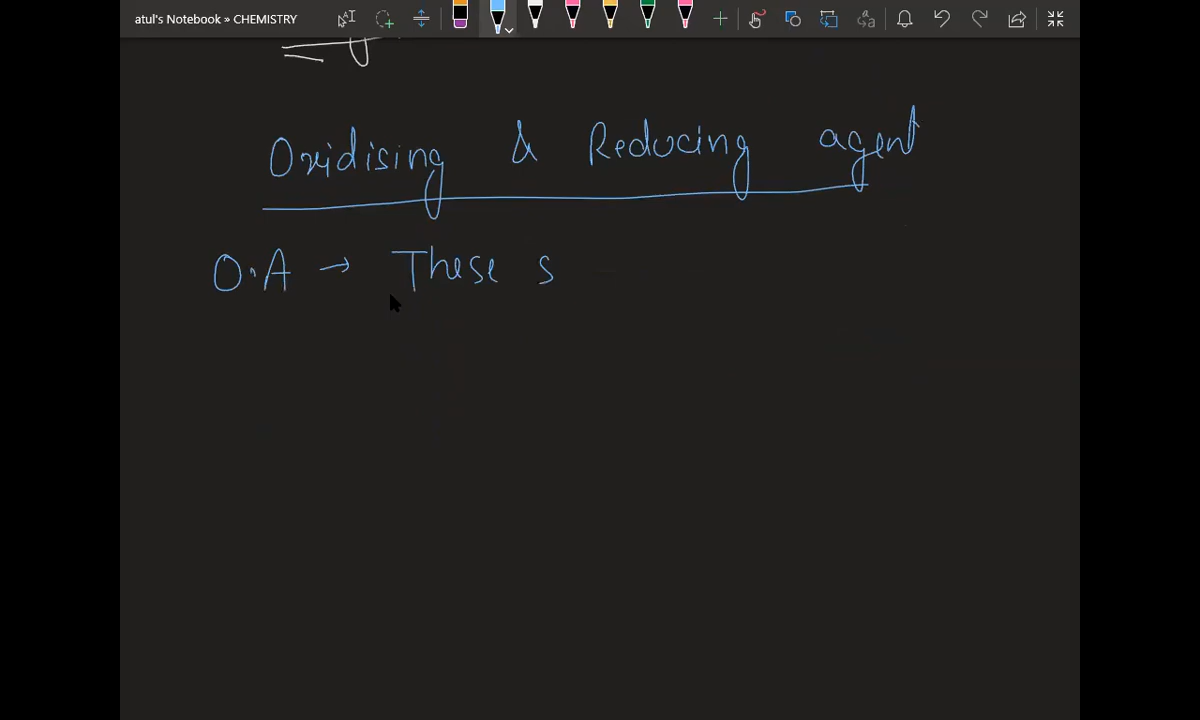 atul's Notebook » CHEMISTRY
Oxidising & Reducing agent
O.A → These s